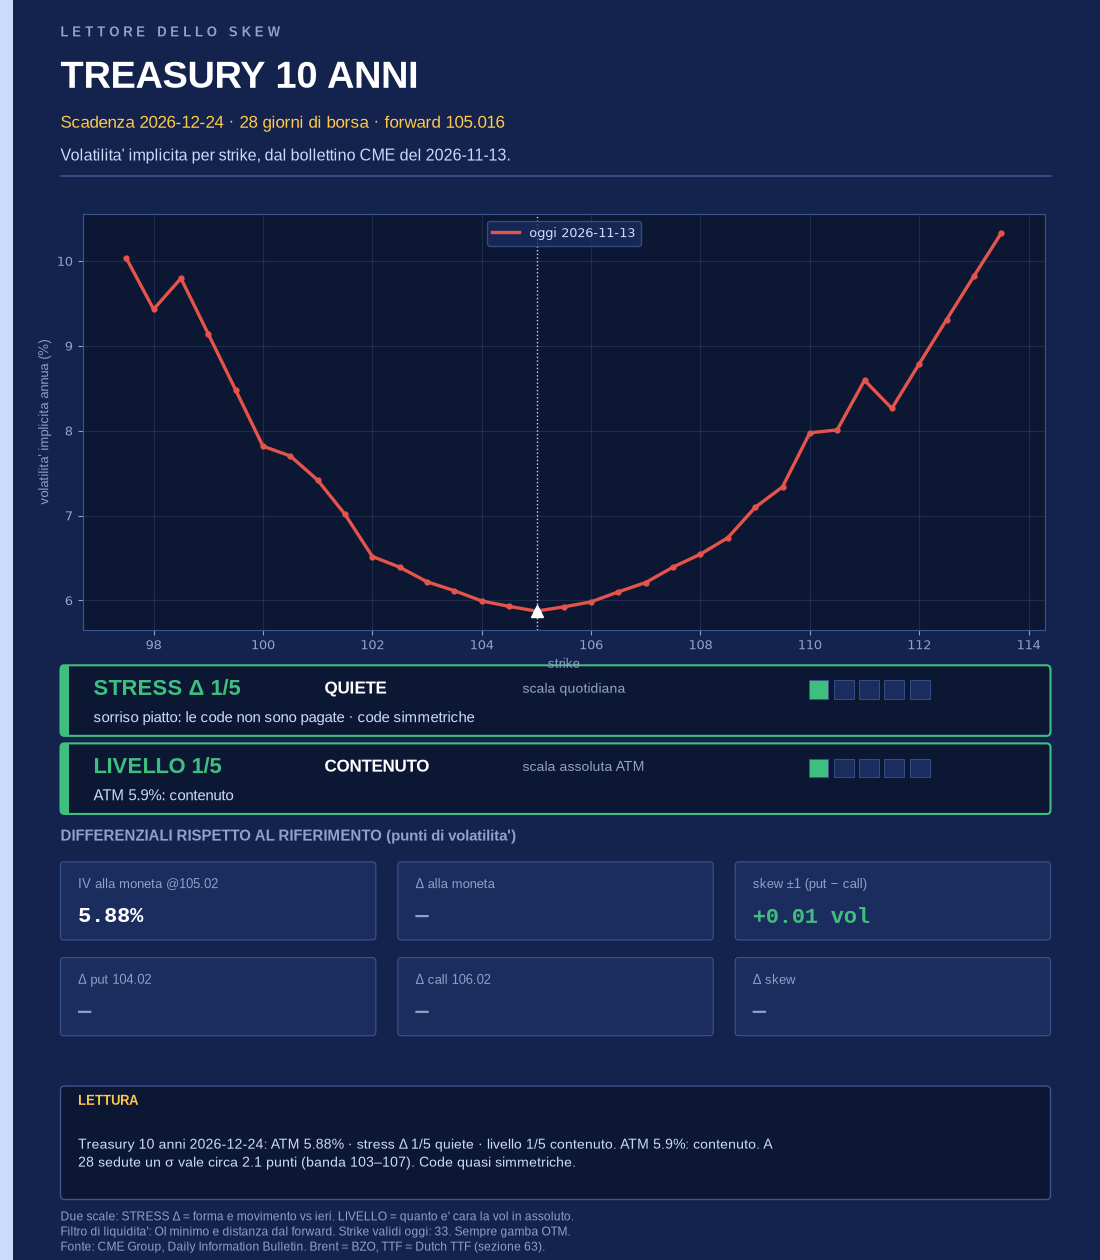 LETTORE DELLO SKEW
TREASURY 10 ANNI
Scadenza 2026-12-24 · 28 giorni di borsa · forward 105.016
Volatilita' implicita per strike, dal bollettino CME del 2026-11-13.
oggi 2026-11-13
volatilita' implicita annua (%)
10
9
8
7
6
98 100 102 104 106 108 110 112 114
strike
STRESS Δ 1/5 QUIETE scala quotidiana
sorriso piatto: le code non sono pagate · code simmetriche
LIVELLO 1/5 CONTENUTO scala assoluta ATM
ATM 5.9%: contenuto
DIFFERENZIALI RISPETTO AL RIFERIMENTO (punti di volatilita')
IV alla moneta @105.02 Δ alla moneta skew ±1 (put − call)
5.88% — +0.01 vol
Δ put 104.02 Δ call 106.02 Δ skew
— — —
LETTURA
Treasury 10 anni 2026-12-24: ATM 5.88% · stress Δ 1/5 quiete · livello 1/5 contenuto. ATM 5.9%: contenuto. A
28 sedute un σ vale circa 2.1 punti (banda 103–107). Code quasi simmetriche.
Due scale: STRESS Δ = forma e movimento vs ieri. LIVELLO = quanto e' cara la vol in assoluto.
Filtro di liquidita': OI minimo e distanza dal forward. Strike validi oggi: 33. Sempre gamba OTM.
Fonte: CME Group, Daily Information Bulletin. Brent = BZO, TTF = Dutch TTF (sezione 63).